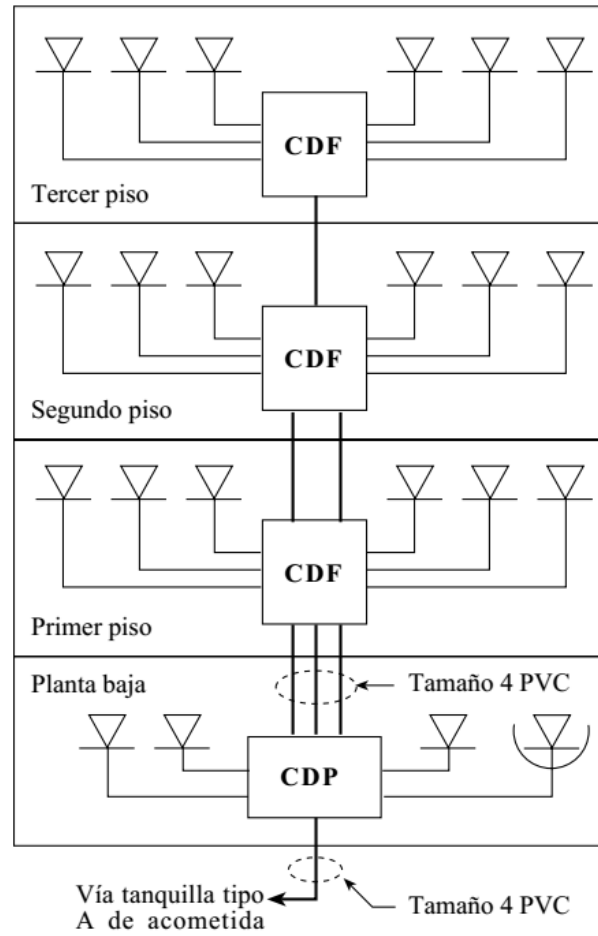 CDF
Tercer piso
CDF
Segundo piso
CDF
Primer piso
Planta baja
Tamaño 4 PVC
CDP
Vía tanquilla tipo
A de acometida
Tamaño 4 PVC